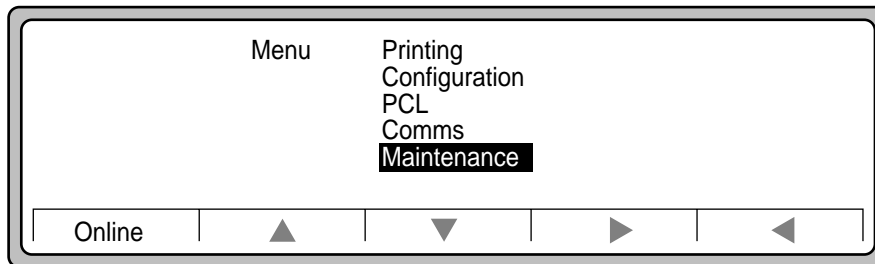 Menu Printing
Configuration
PCL
Comms
Maintenance
Online